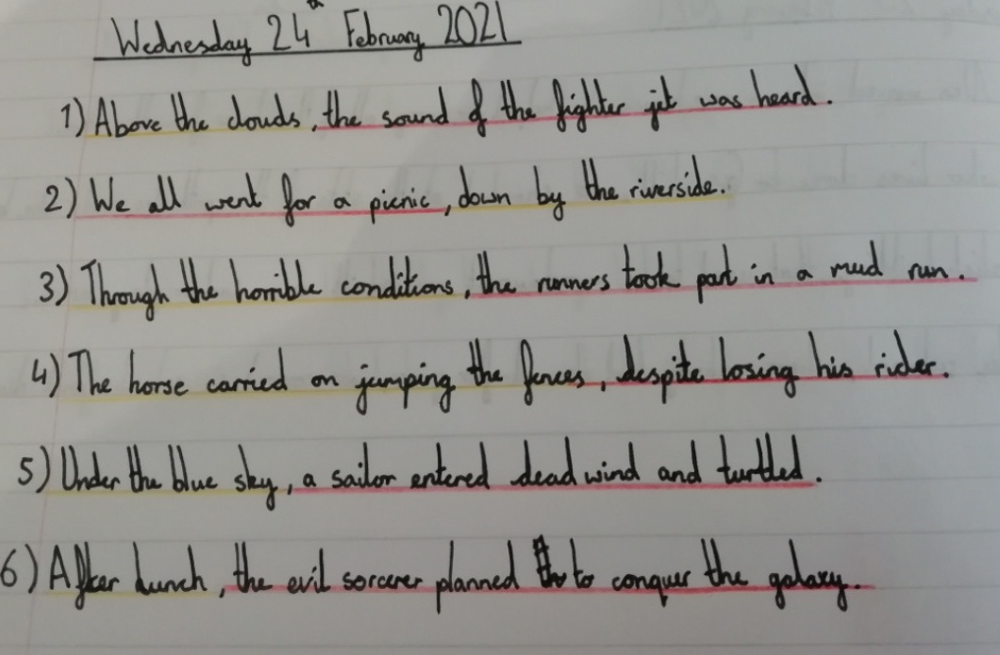 Wednesday 24th February 2021
1) Above the clouds, the sound of the fighter jet was heard.
2) We all went for a picnic, down by the riverside.
3) Through the horrible conditions, the runners took part in a mud run.
4) The horse carried on jumping the fences, despite losing his rider.
5) Under the blue sky, a sailor entered dead wind and turtled.
6) After lunch, the evil sorcerer planned to conquer the galaxy.